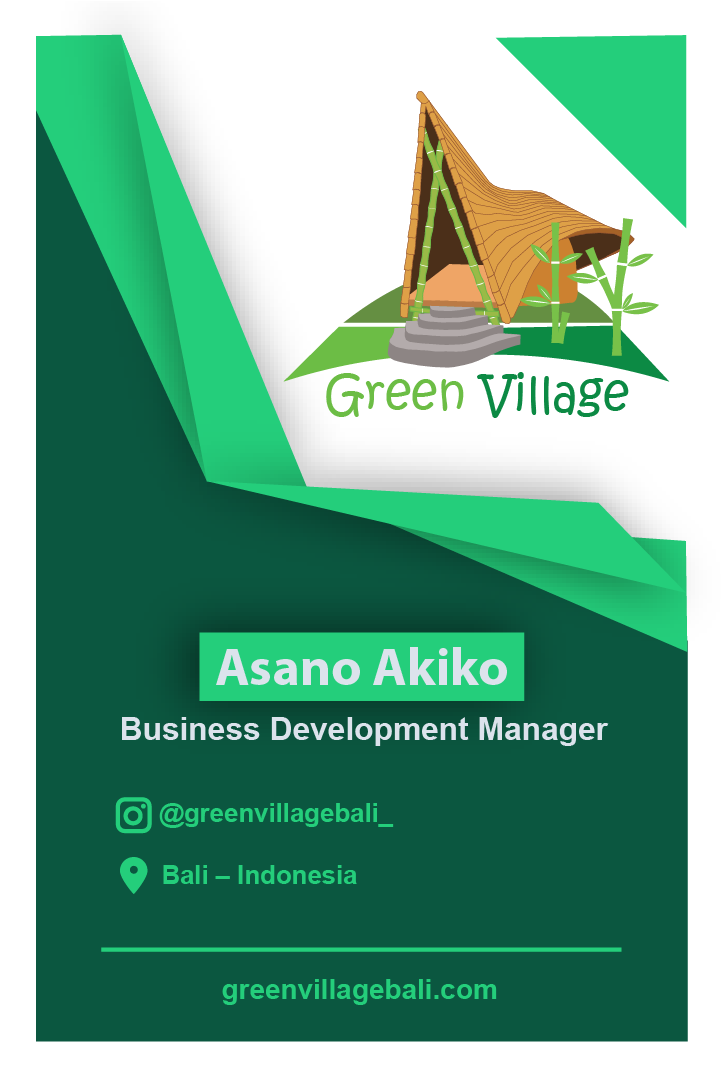 Green Village
Asano Akiko
Business Development Manager
@greenvillagebali_
Bali – Indonesia
greenvillagebali.com